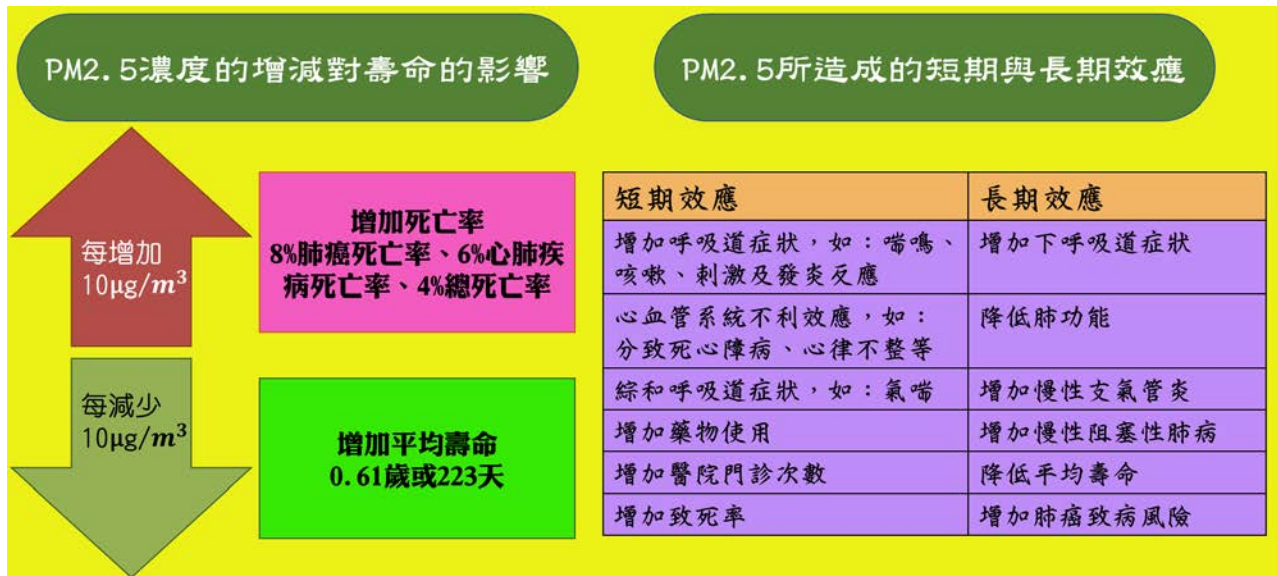 PM2.5濃度的增減對壽命的影響
每增加
10μg/m³
增加死亡率
8%肺癌死亡率、6%心肺疾
病死亡率、4%總死亡率
每減少
10μg/m³
增加平均壽命
0.61歲或223天
PM2.5所造成的短期與長期效應
短期效應
長期效應
增加呼吸道症狀，如：喘鳴、
咳嗽、刺激及發炎反應
增加下呼吸道症狀
心血管系統不利效應，如：
分致死心障病、心律不整等
降低肺功能
綜和呼吸道症狀，如：氣喘
增加慢性支氣管炎
增加藥物使用
增加慢性阻塞性肺病
增加醫院門診次數
降低平均壽命
增加致死率
增加肺癌致病風險